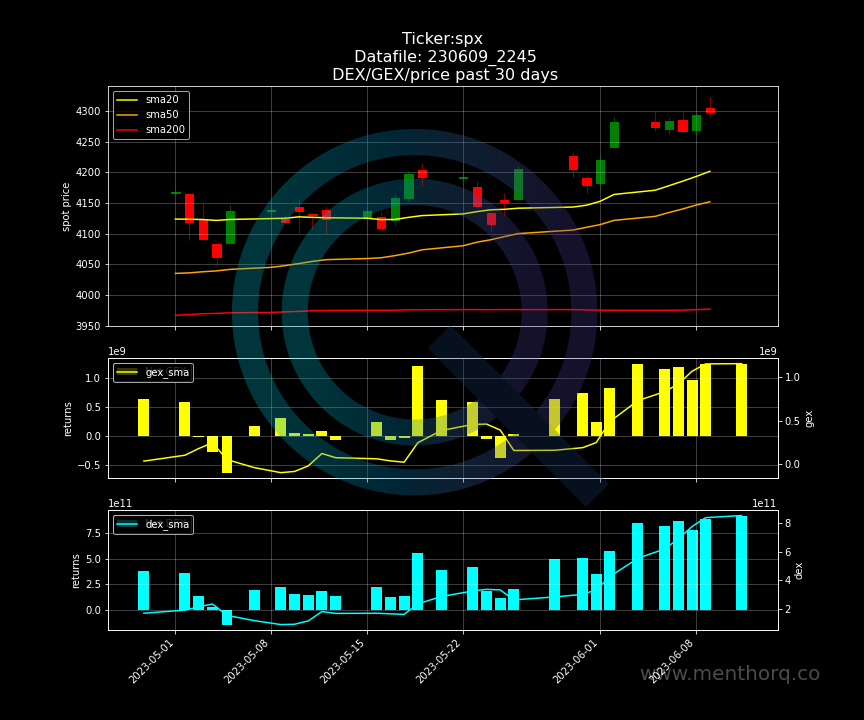 Ticker:spx
Datafile: 230609_2245
DEX/GEX/price past 30 days
sma20
sma50
sma200
4300
4250
4200
4150
4100
4050
4000
3950
spot price
1e9
1e9
gex_sma
1.0
0.5
0.0
−0.5
returns
1.0
0.5
0.0
gex
1e11
1e11
dex_sma
7.5
5.0
2.5
0.0
returns
8
6
4
2
dex
2023-05-01
2023-05-08
2023-05-15
2023-05-22
2023-06-01
2023-06-08
www.menthorq.co